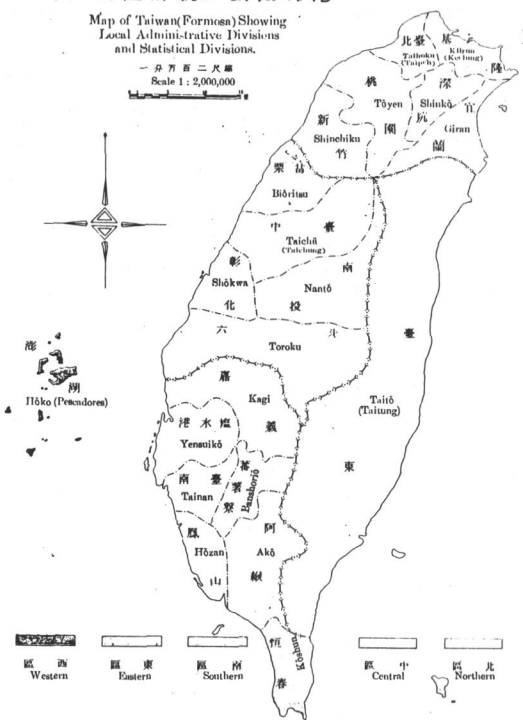 Map of Taiwan (Formosa) Showing
Local Administrative Divisions
and Statistical Divisions.
一分万百二尺縮
Scale 1 : 2,000,000
北臺
Taihoku
(Taipeh)
基隆
Kīrun
(Keelung)
桃園
Tōyen
深坑
Shinkō
宜蘭
Giran
新竹
Shinchiku
栗苗
Biōritsu
中臺
Taichū
(Taichung)
彰化
Shōkwa
南投
Nantō
六斗
Toroku
臺東
Taitō
(Taitung)
澎湖
Hōko (Pescadores)
嘉義
Kagi
港水塩
Yensuikō
南臺
Tainan
蕃薯藔
Banshoriō
鳳山
Hōzan
阿緱
Akō
恒春
Kōshun
區西
Western
區東
Eastern
區南
Southern
區中
Central
區北
Northern